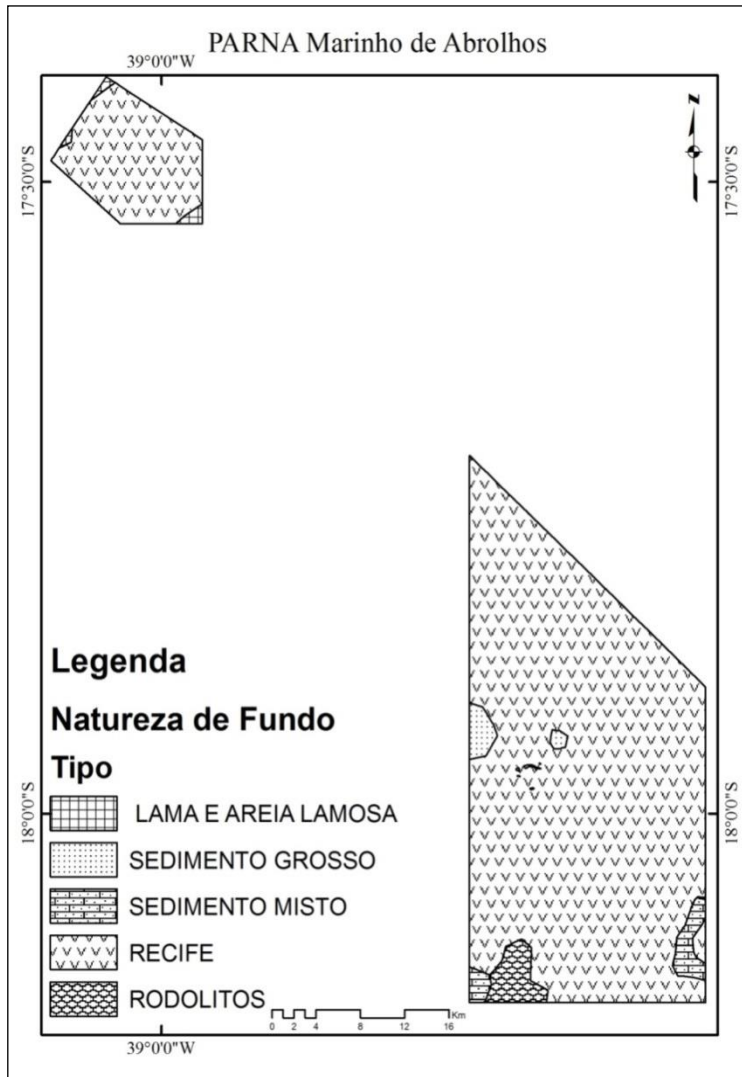 PARNA Marinho de Abrolhos
39°0'0"W
N
17°30'0"S
17°30'0"S
Legenda
Natureza de Fundo
Tipo
LAMA E AREIA LAMOSA
SEDIMENTO GROSSO
SEDIMENTO MISTO
RECIFE
RODOLITOS
18°0'0"S
18°0'0"S
Km
0 2 4 8 12 16
39°0'0"W